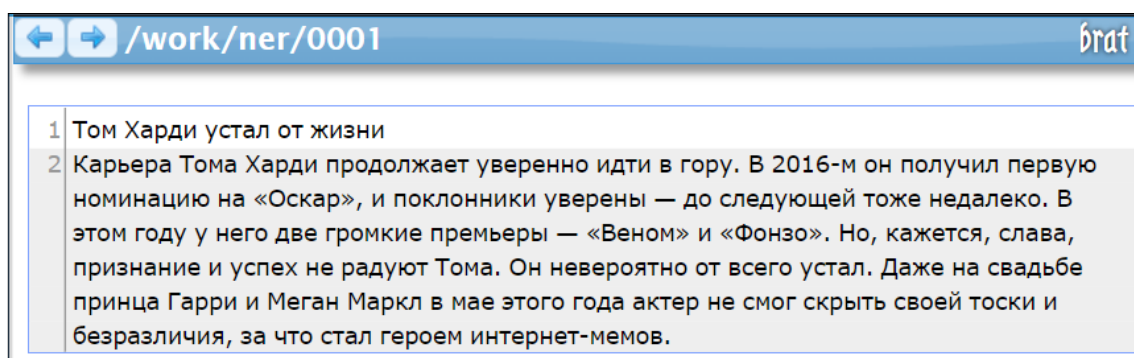 /work/ner/0001 brat
1 Том Харди устал от жизни
2 Карьера Тома Харди продолжает уверенно идти в гору. В 2016-м он получил первую
номинацию на «Оскар», и поклонники уверены — до следующей тоже недалеко. В
этом году у него две громкие премьеры — «Веном» и «Фонзо». Но, кажется, слава,
признание и успех не радуют Тома. Он невероятно от всего устал. Даже на свадьбе
принца Гарри и Меган Маркл в мае этого года актер не смог скрыть своей тоски и
безразличия, за что стал героем интернет-мемов.